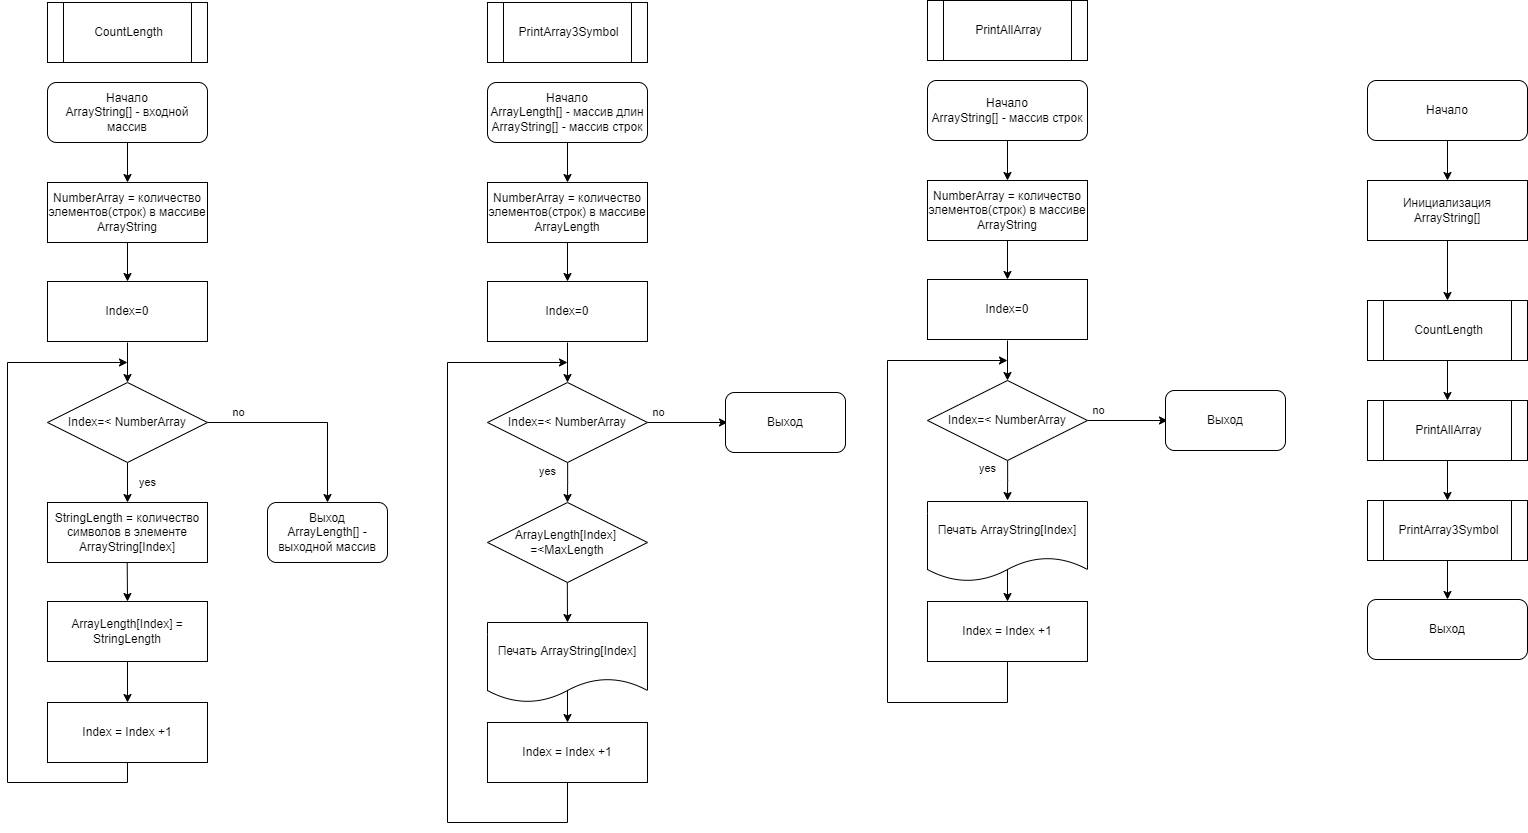 CountLength
Начало
ArrayString[] - входной
массив
NumberArray = количество
элементов(строк) в массиве
ArrayString
Index=0
Index=< NumberArray
no
yes
StringLength = количество
символов в элементе
ArrayString[Index]
Выход
ArrayLength[] -
выходной массив
ArrayLength[Index] =
StringLength
Index = Index +1
PrintArray3Symbol
Начало
ArrayLength[] - массив длин
ArrayString[] - массив строк
NumberArray = количество
элементов(строк) в массиве
ArrayLength
Index=0
Index=< NumberArray
no
Выход
yes
ArrayLength[Index]
=<MaxLength
Печать ArrayString[Index]
Index = Index +1
PrintAllArray
Начало
ArrayString[] - массив строк
NumberArray = количество
элементов(строк) в массиве
ArrayString
Index=0
Index=< NumberArray
no
Выход
yes
Печать ArrayString[Index]
Index = Index +1
Начало
Инициализация
ArrayString[]
CountLength
PrintAllArray
PrintArray3Symbol
Выход